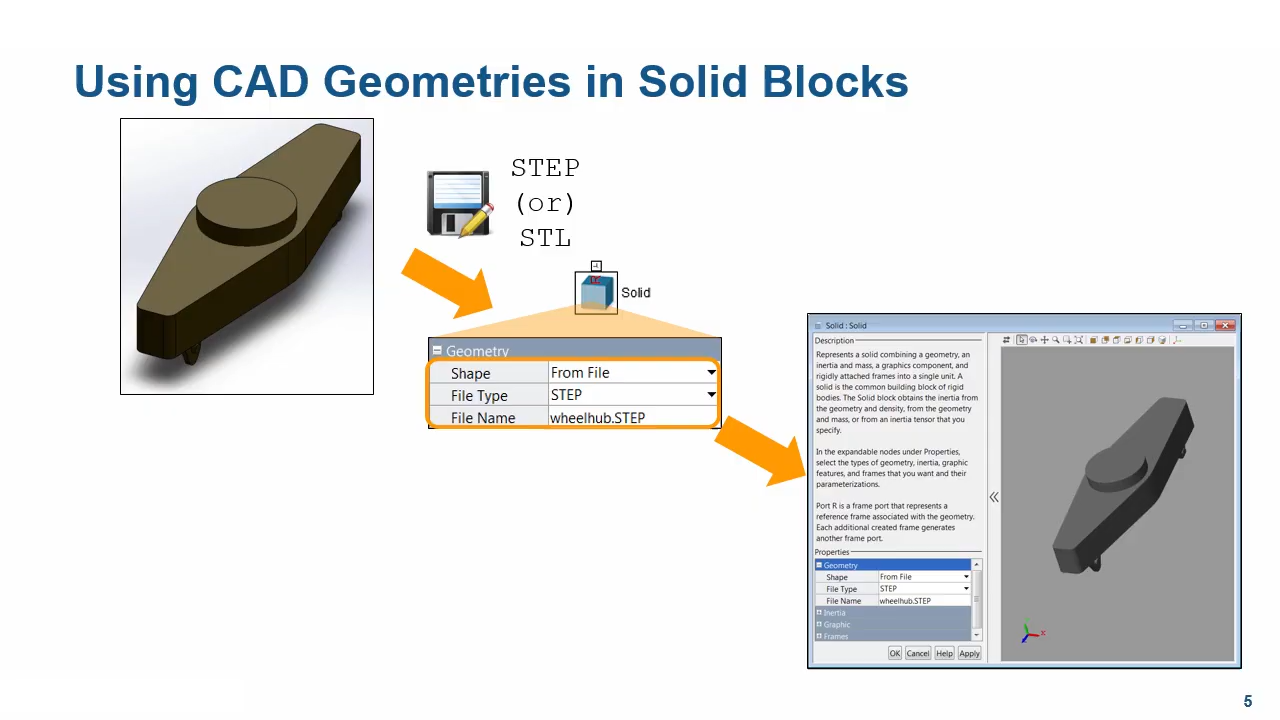 Using CAD Geometries in Solid Blocks
STEP
(or)
STL
Solid
Geometry
Shape From File
File Type STEP
File Name wheelhub.STEP
Solid : Solid
Description
Represents a solid combining a geometry, an
inertia and mass, a graphics component, and
rigidly attached frames into a single unit. A
solid is the common building block of rigid
bodies. The Solid block obtains the inertia from
the geometry and density, from the geometry
and mass, or from an inertia tensor that you
specify.
In the expandable nodes under Properties,
select the types of geometry, inertia, graphic
features, and frames that you want and their
parameterizations.
Port R is a frame port that represents a
reference frame associated with the geometry.
Each additional created frame generates
another frame port.
Properties
Geometry
Shape From File
File Type STEP
File Name wheelhub.STEP
Inertia
Graphic
Frames
OK Cancel Help Apply
x
5